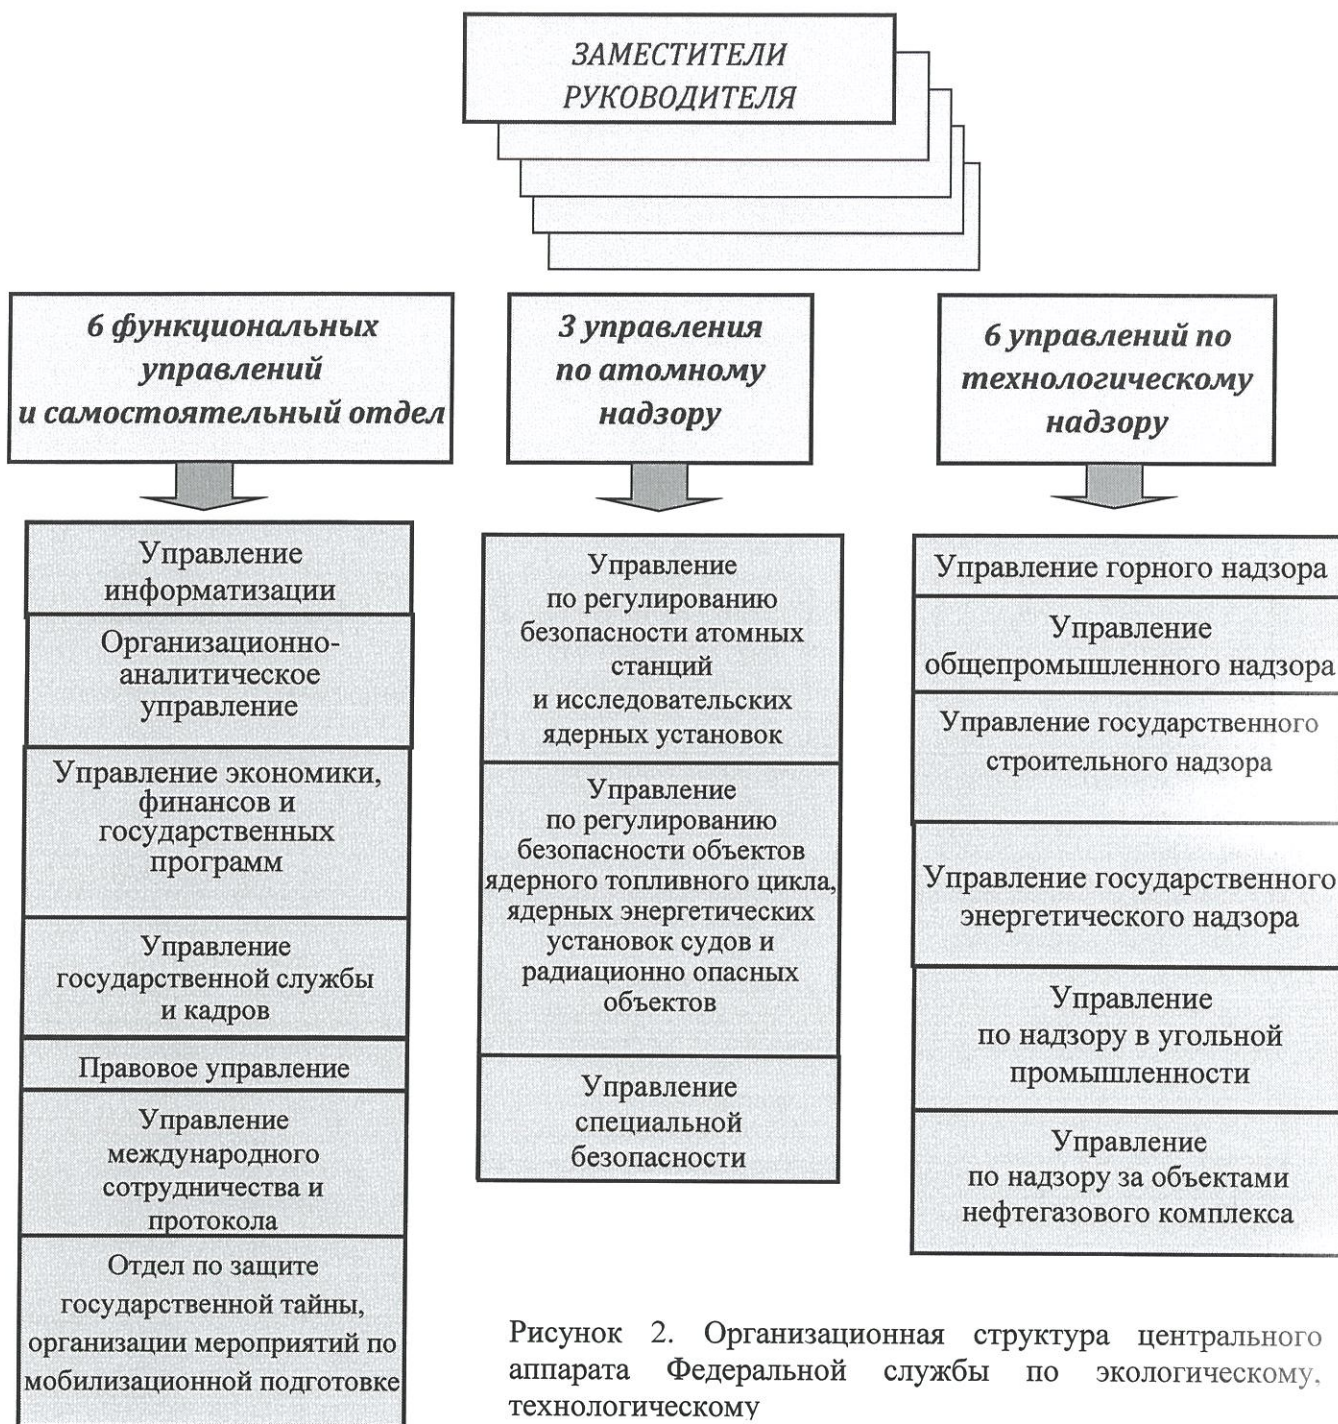 ЗАМЕСТИТЕЛИ
РУКОВОДИТЕЛЯ
6 функциональных
управлений
и самостоятельный отдел
3 управления
по атомному
надзору
6 управлений по
технологическому
надзору
Управление
информатизации
Организационно-
аналитическое
управление
Управление экономики,
финансов и
государственных
программ
Управление
государственной службы
и кадров
Правовое управление
Управление
международного
сотрудничества и
протокола
Отдел по защите
государственной тайны,
организации мероприятий по
мобилизационной подготовке
Управление
по регулированию
безопасности атомных
станций
и исследовательских
ядерных установок
Управление
по регулированию
безопасности объектов
ядерного топливного цикла,
ядерных энергетических
установок судов и
радиационно опасных
объектов
Управление
специальной
безопасности
Управление горного надзора
Управление
общепромышленного надзора
Управление государственного
строительного надзора
Управление государственного
энергетического надзора
Управление
по надзору в угольной
промышленности
Управление
по надзору за объектами
нефтегазового комплекса
Рисунок 2. Организационная структура центрального
аппарата Федеральной службы по экологическому,
технологическому